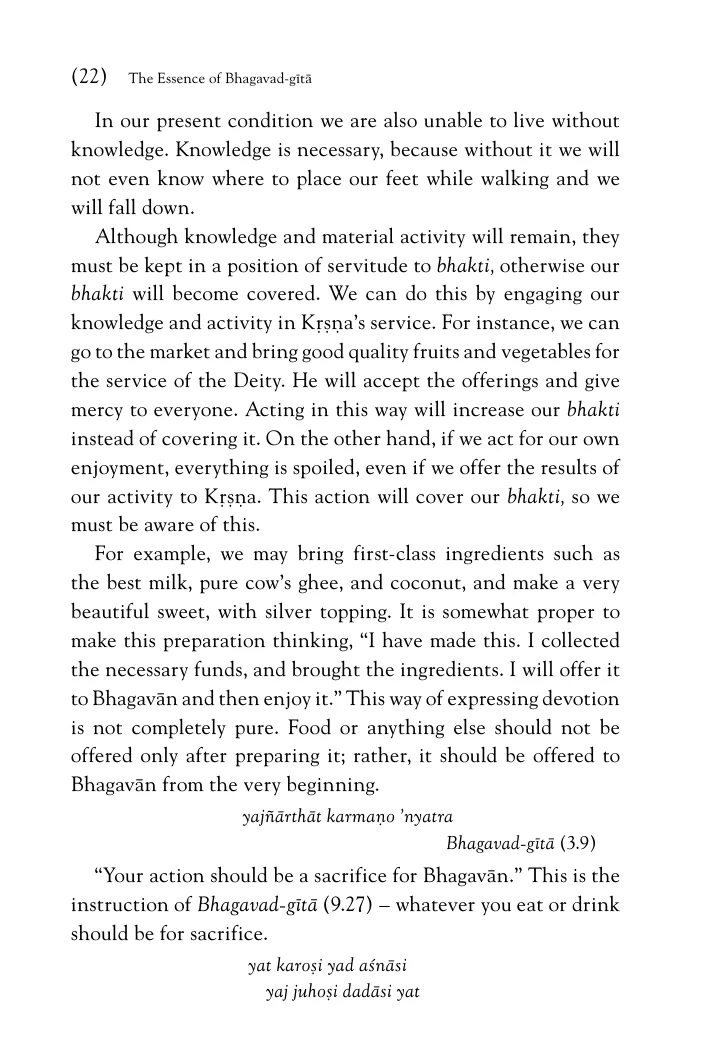 (22) The Essence of Bhagavad-gītā
In our present condition we are also unable to live without
knowledge. Knowledge is necessary, because without it we will
not even know where to place our feet while walking and we
will fall down.
Although knowledge and material activity will remain, they
must be kept in a position of servitude to bhakti, otherwise our
bhakti will become covered. We can do this by engaging our
knowledge and activity in Kṛṣṇa’s service. For instance, we can
go to the market and bring good quality fruits and vegetables for
the service of the Deity. He will accept the offerings and give
mercy to everyone. Acting in this way will increase our bhakti
instead of covering it. On the other hand, if we act for our own
enjoyment, everything is spoiled, even if we offer the results of
our activity to Kṛṣṇa. This action will cover our bhakti, so we
must be aware of this.
For example, we may bring first-class ingredients such as
the best milk, pure cow’s ghee, and coconut, and make a very
beautiful sweet, with silver topping. It is somewhat proper to
make this preparation thinking, “I have made this. I collected
the necessary funds, and brought the ingredients. I will offer it
to Bhagavān and then enjoy it.” This way of expressing devotion
is not completely pure. Food or anything else should not be
offered only after preparing it; rather, it should be offered to
Bhagavān from the very beginning.
yajñārthāt karmaṇo ’nyatra
Bhagavad-gītā (3.9)
“Your action should be a sacrifice for Bhagavān.” This is the
instruction of Bhagavad-gītā (9.27) – whatever you eat or drink
should be for sacrifice.
yat karoṣi yad aśnāsi
yaj juhoṣi dadāsi yat